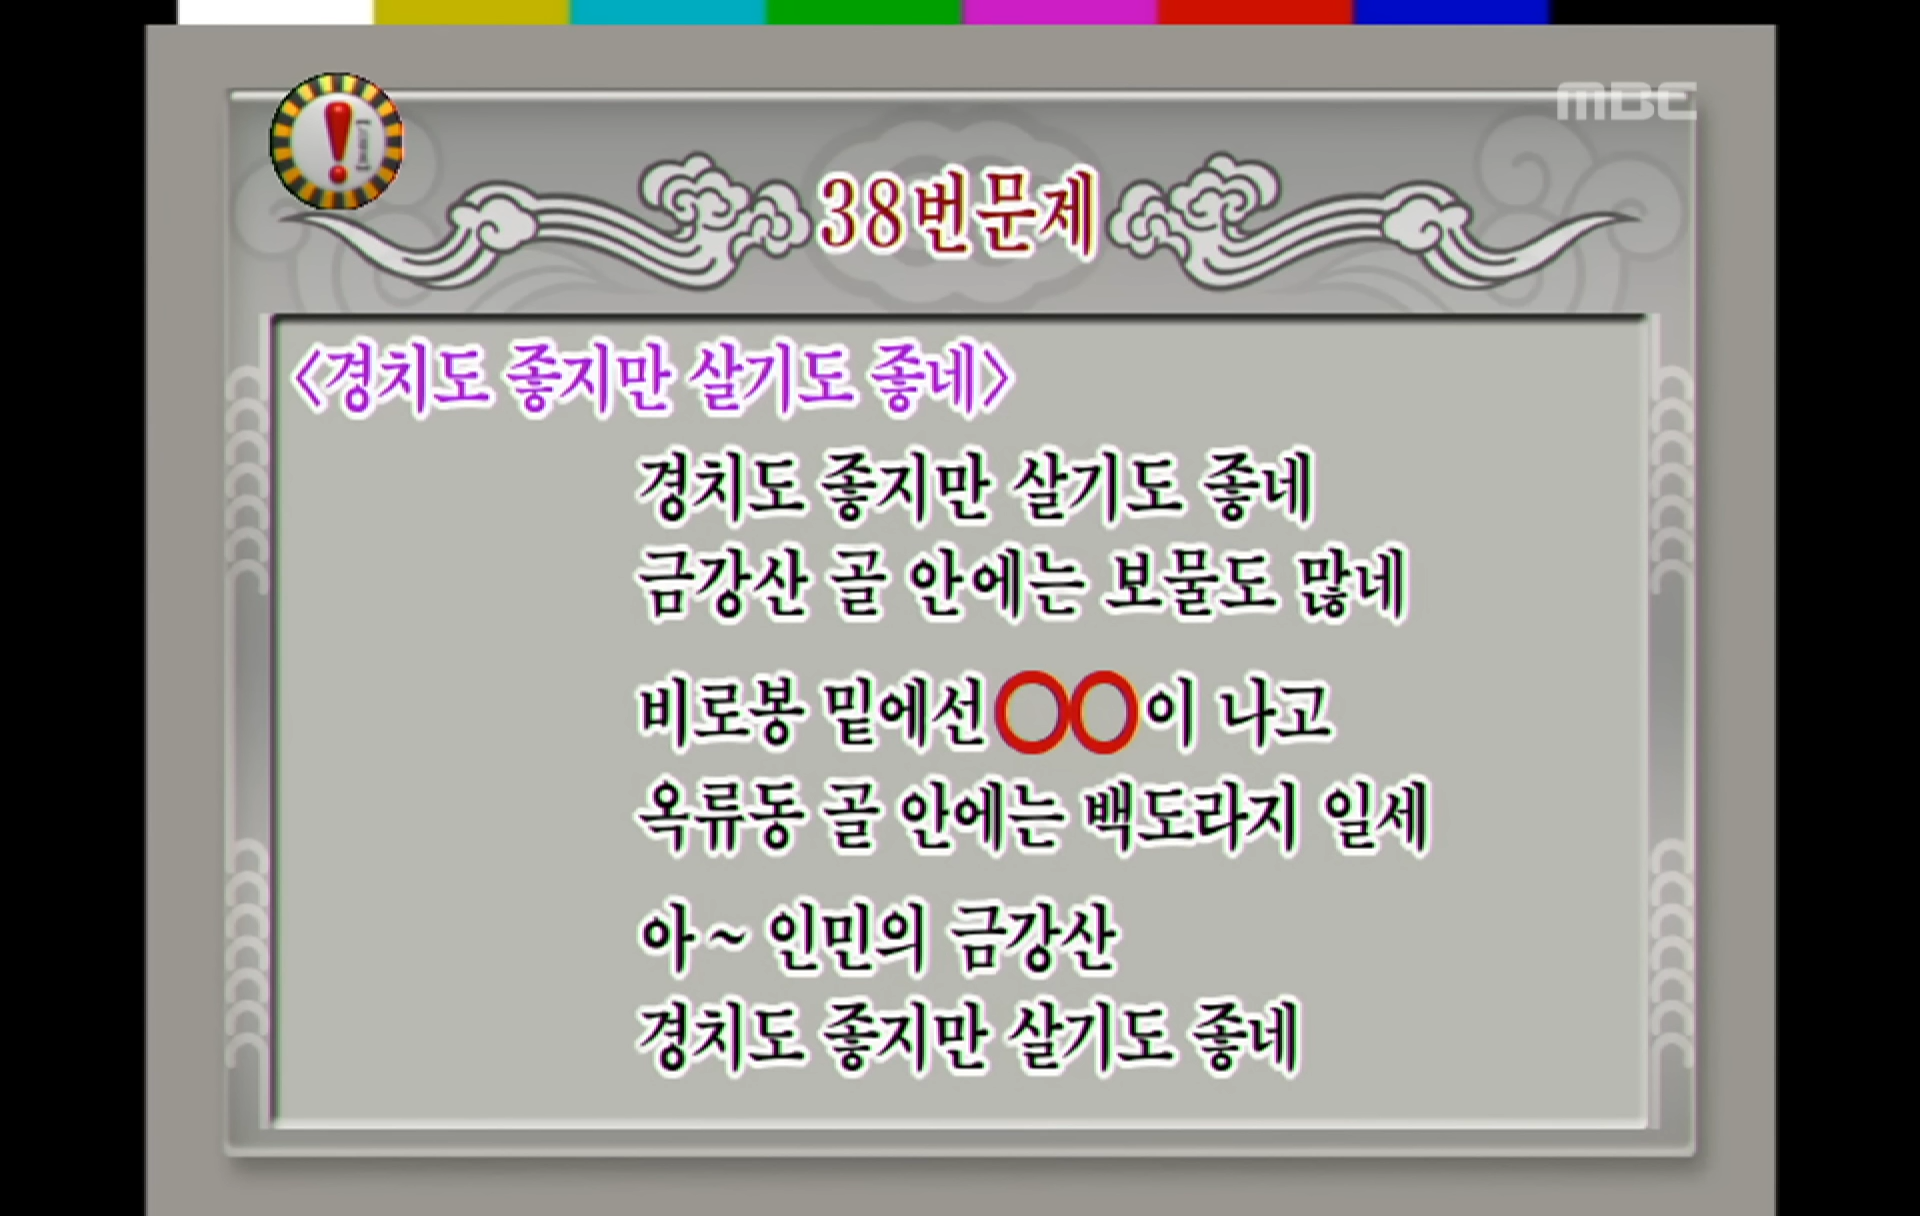 MBC
38번문제
<경치도 좋지만 살기도 좋네>
경치도 좋지만 살기도 좋네
금강산 골 안에는 보물도 많네
비로봉 밑에선 ○○이 나고
옥류동 골 안에는 백도라지 일세
아~ 인민의 금강산
경치도 좋지만 살기도 좋네